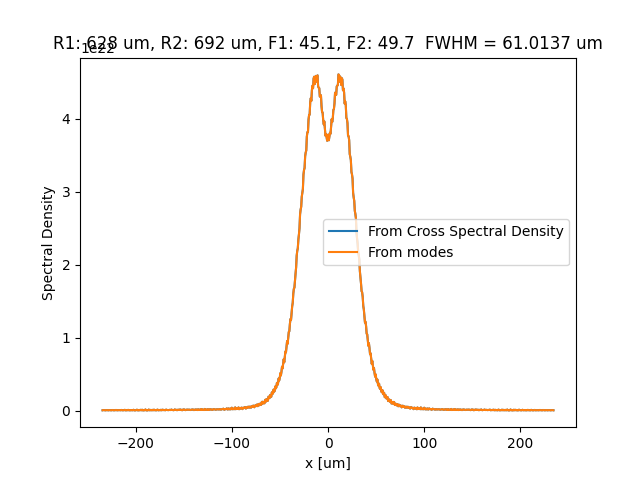 R1: 628 um, R2: 692 um, F1: 45.1, F2: 49.7  FWHM = 61.0137 um
1e22
4
3
2
1
0
Spectral Density
From Cross Spectral Density
From modes
−200
−100
0
100
200
x [um]